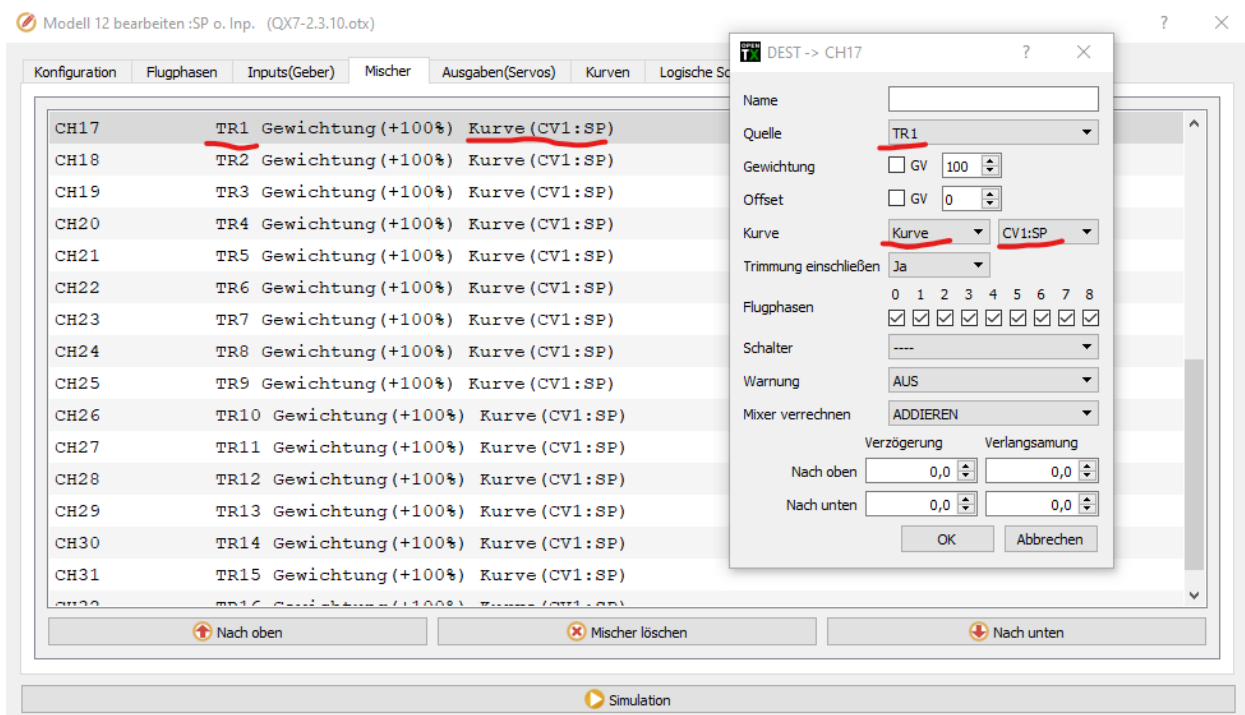 Modell 12 bearbeiten :SP o. Inp. (QX7-2.3.10.otx)
Konfiguration Flugphasen Inputs(Geber) Mischer Ausgaben(Servos) Kurven Logische
CH17 TR1 Gewichtung(+100%) Kurve(CV1:SP)
CH18 TR2 Gewichtung(+100%) Kurve(CV1:SP)
CH19 TR3 Gewichtung(+100%) Kurve(CV1:SP)
CH20 TR4 Gewichtung(+100%) Kurve(CV1:SP)
CH21 TR5 Gewichtung(+100%) Kurve(CV1:SP)
CH22 TR6 Gewichtung(+100%) Kurve(CV1:SP)
CH23 TR7 Gewichtung(+100%) Kurve(CV1:SP)
CH24 TR8 Gewichtung(+100%) Kurve(CV1:SP)
CH25 TR9 Gewichtung(+100%) Kurve(CV1:SP)
CH26 TR10 Gewichtung(+100%) Kurve(CV1:SP)
CH27 TR11 Gewichtung(+100%) Kurve(CV1:SP)
CH28 TR12 Gewichtung(+100%) Kurve(CV1:SP)
CH29 TR13 Gewichtung(+100%) Kurve(CV1:SP)
CH30 TR14 Gewichtung(+100%) Kurve(CV1:SP)
CH31 TR15 Gewichtung(+100%) Kurve(CV1:SP)
Nach oben Mischer löschen Nach unten
Simulation
OPEN TX DEST -> CH17
Name
Quelle TR1
Gewichtung GV 100
Offset GV 0
Kurve Kurve CV1:SP
Trimmung einschließen Ja
0 1 2 3 4 5 6 7 8
Flugphasen
Schalter ----
Warnung AUS
Mixer verrechnen ADDIEREN
Verzögerung Verlangsamung
Nach oben 0,0 0,0
Nach unten 0,0 0,0
OK Abbrechen